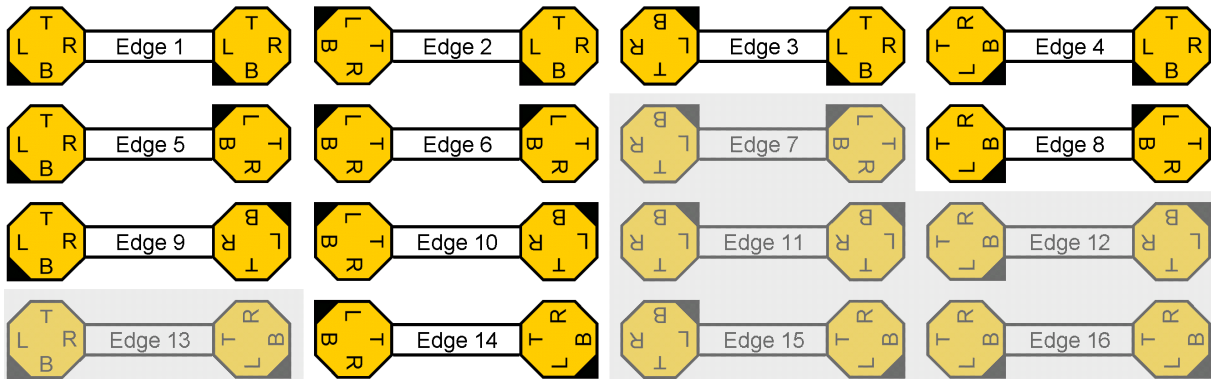 T T L T B T R T
L R Edge 1 L R B T Edge 2 L R R L Edge 3 L R T B Edge 4 L R
B B R B T B L B
T L L L B L R L
L R Edge 5 B T B T Edge 6 B T R L Edge 7 B T T B Edge 8 B T
B R R R T R L R
T B L B B B R B
L R Edge 9 R L B T Edge 10 R L R L Edge 11 R L T B Edge 12 R L
B T R T T T L T
T R L R B R R R
L R Edge 13 T B B T Edge 14 T B R L Edge 15 T B T B Edge 16 T B
B L R L T L L L